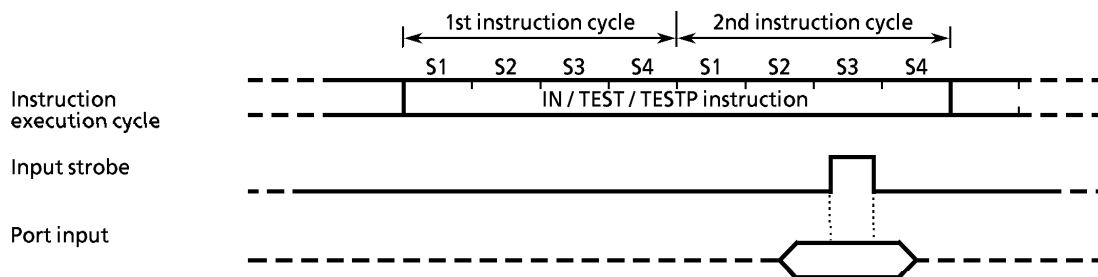 1st instruction cycle 2nd instruction cycle
S1 S2 S3 S4 S1 S2 S3 S4
Instruction
execution cycle
IN / TEST / TESTP instruction
Input strobe
Port input